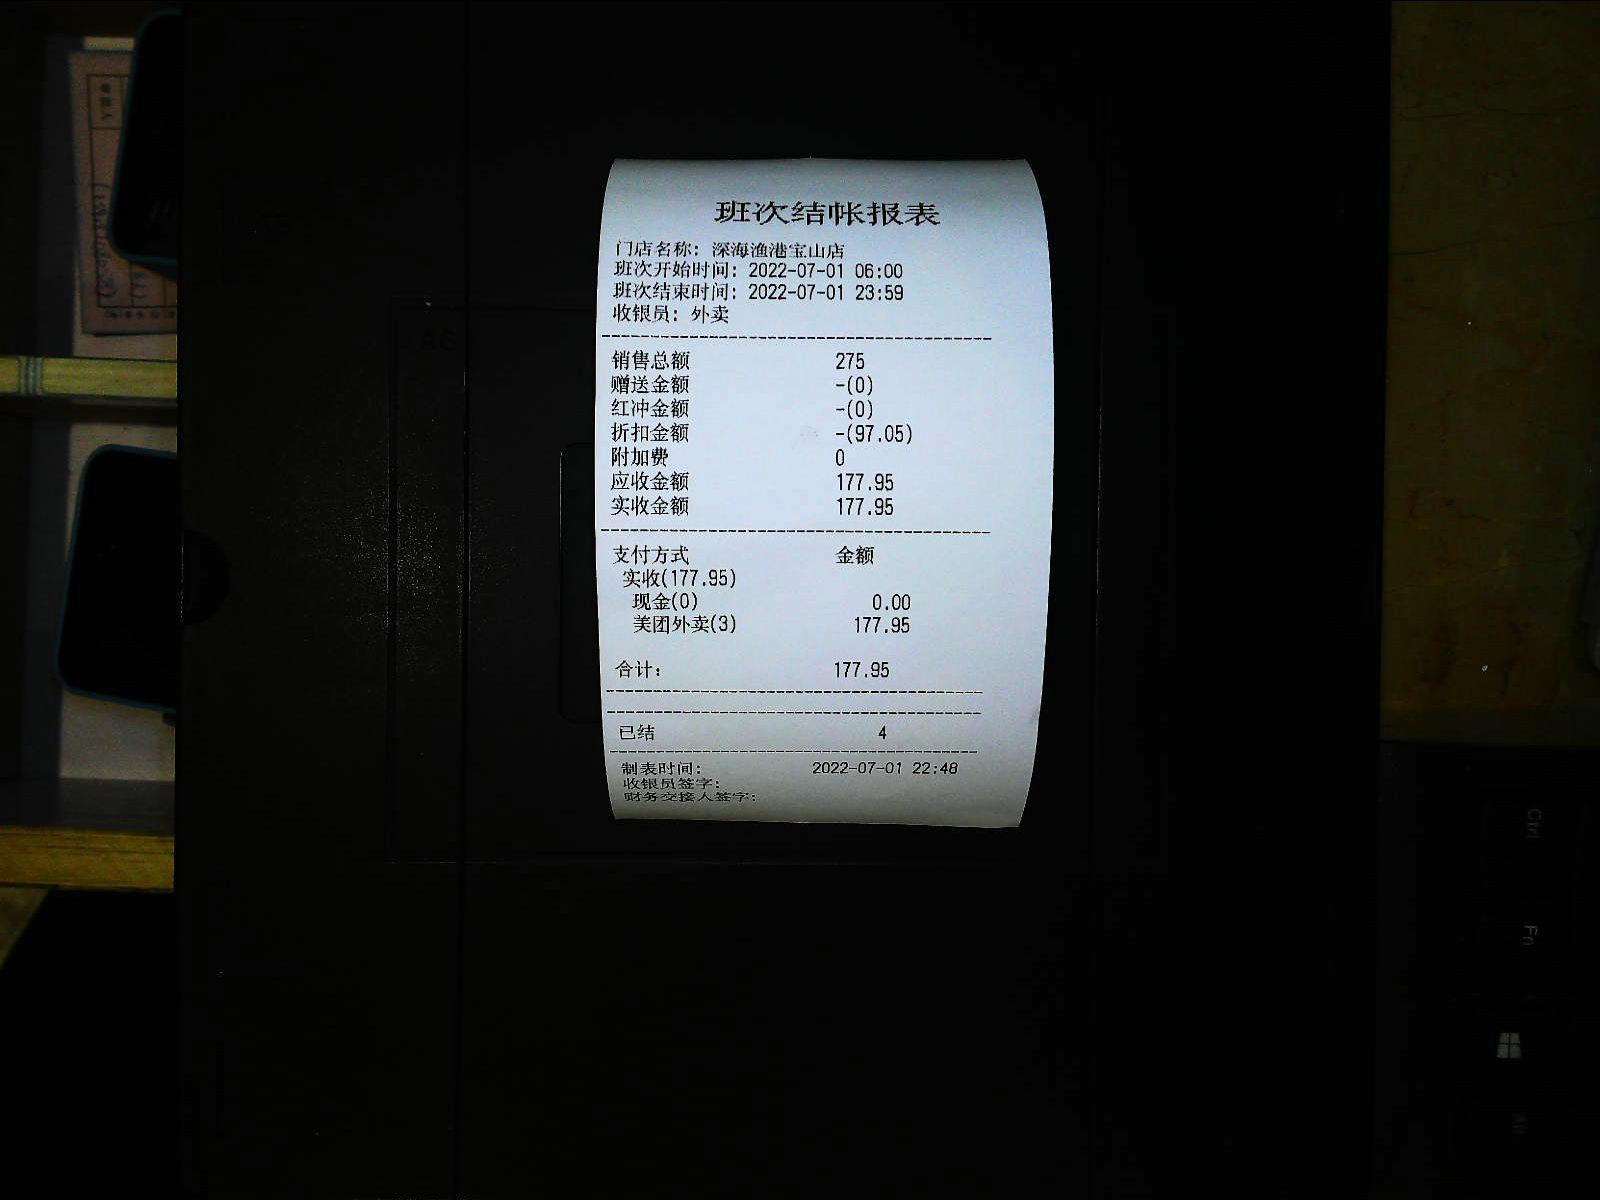 班次结帐报表
门店名称: 深海渔港宝山店
班次开始时间: 2022-07-01 06:00
班次结束时间: 2022-07-01 23:59
收银员: 外卖
销售总额 275
赠送金额 -(0)
红冲金额 -(0)
折扣金额 -(97.05)
附加费 0
应收金额 177.95
实收金额 177.95
支付方式 金额
实收(177.95)
现金(0) 0.00
美团外卖(3) 177.95
合计: 177.95
已结 4
制表时间: 2022-07-01 22:48
收银员签字:
财务交接人签字:
Ctrl
Fn